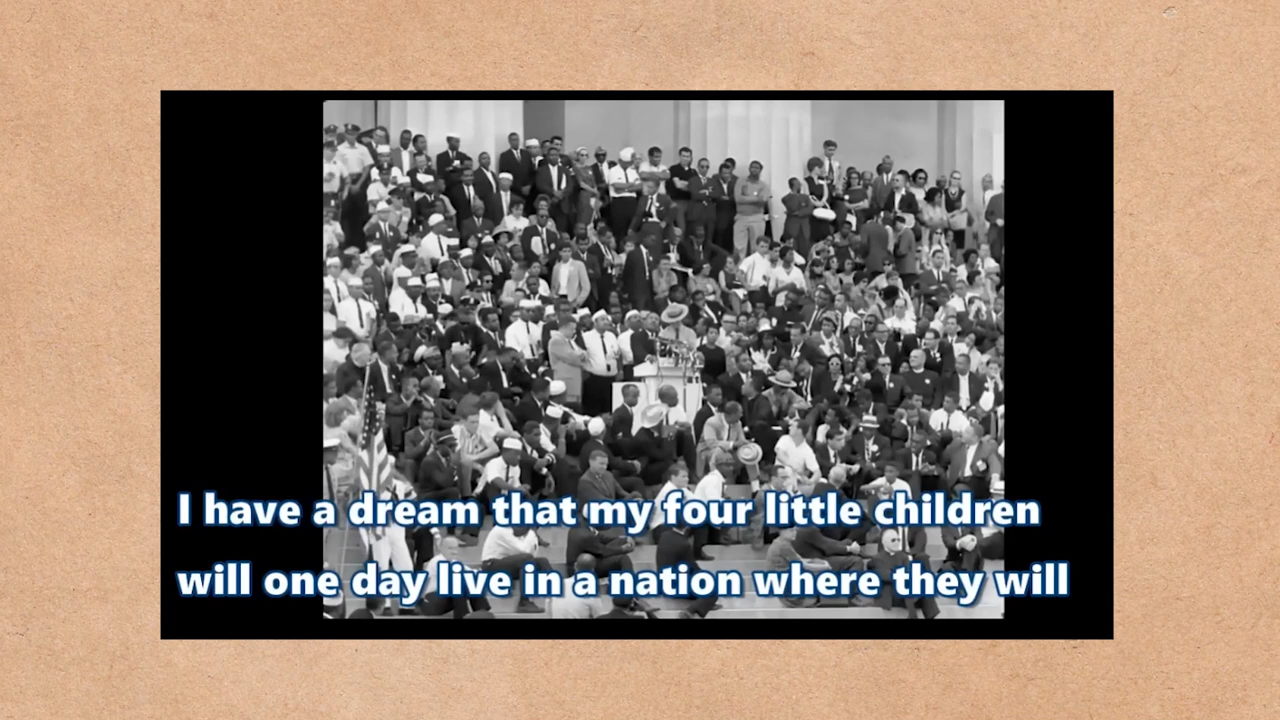 I have a dream that my four little children
will one day live in a nation where they will